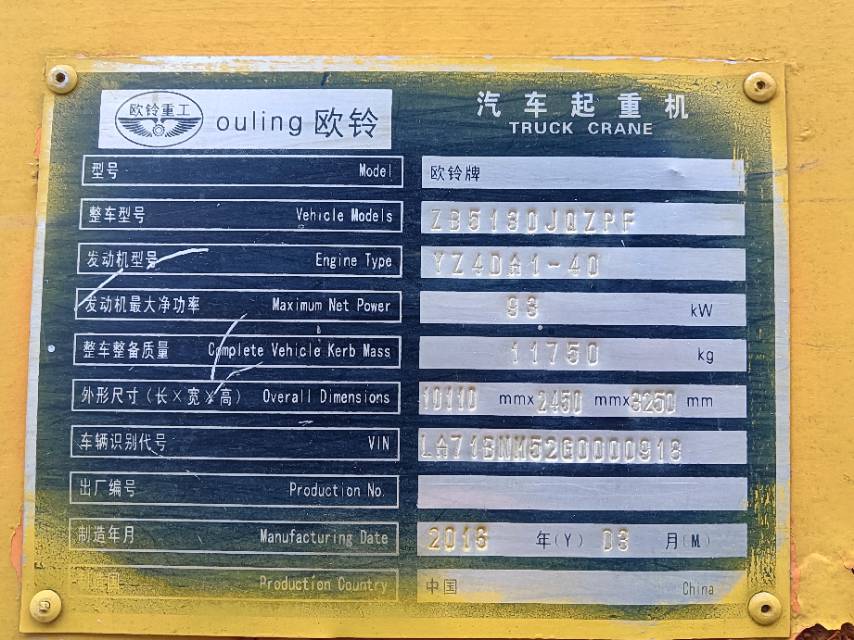 欧铃重工 ouling 欧铃 汽车起重机
TRUCK CRANE
型号 Model 欧铃牌
整车型号 Vehicle Models ZB5130JQZPF
发动机型号 Engine Type YZ4DA1-40
发动机最大净功率 Maximum Net Power 93 kW
整车整备质量 Complete Vehicle Kerb Mass 11750 kg
外形尺寸(长×宽×高) Overall Dimensions 10110 mm×2450 mm×3250 mm
车辆识别代号 VIN LA71BNM52G0000918
出厂编号 Production No.
制造年月 Manufacturing Date 2016 年(Y) 03 月(M)
国 Production Country 中国 China